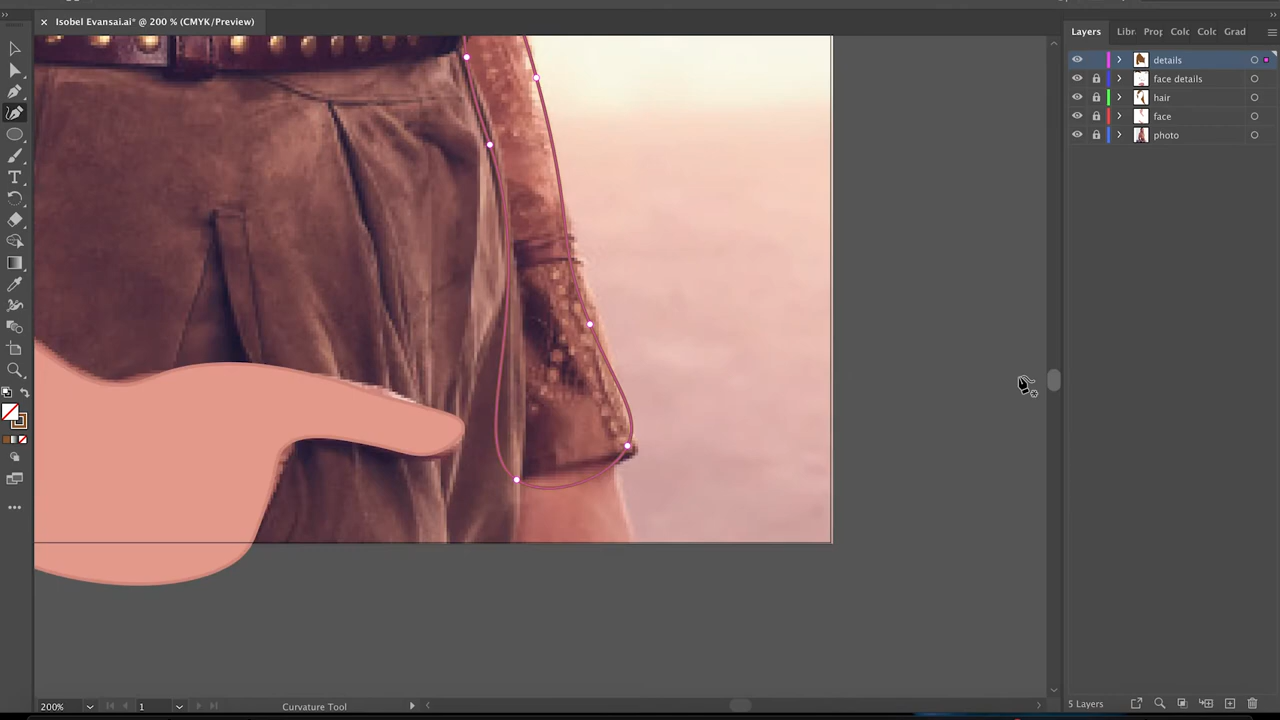 Isobel Evansai.ai* @ 200 % (CMYK/Preview)
Layers Libr Prop Colc Colc Grad
details
face details
hair
face
photo
200% 1 Curvature Tool
5 Layers